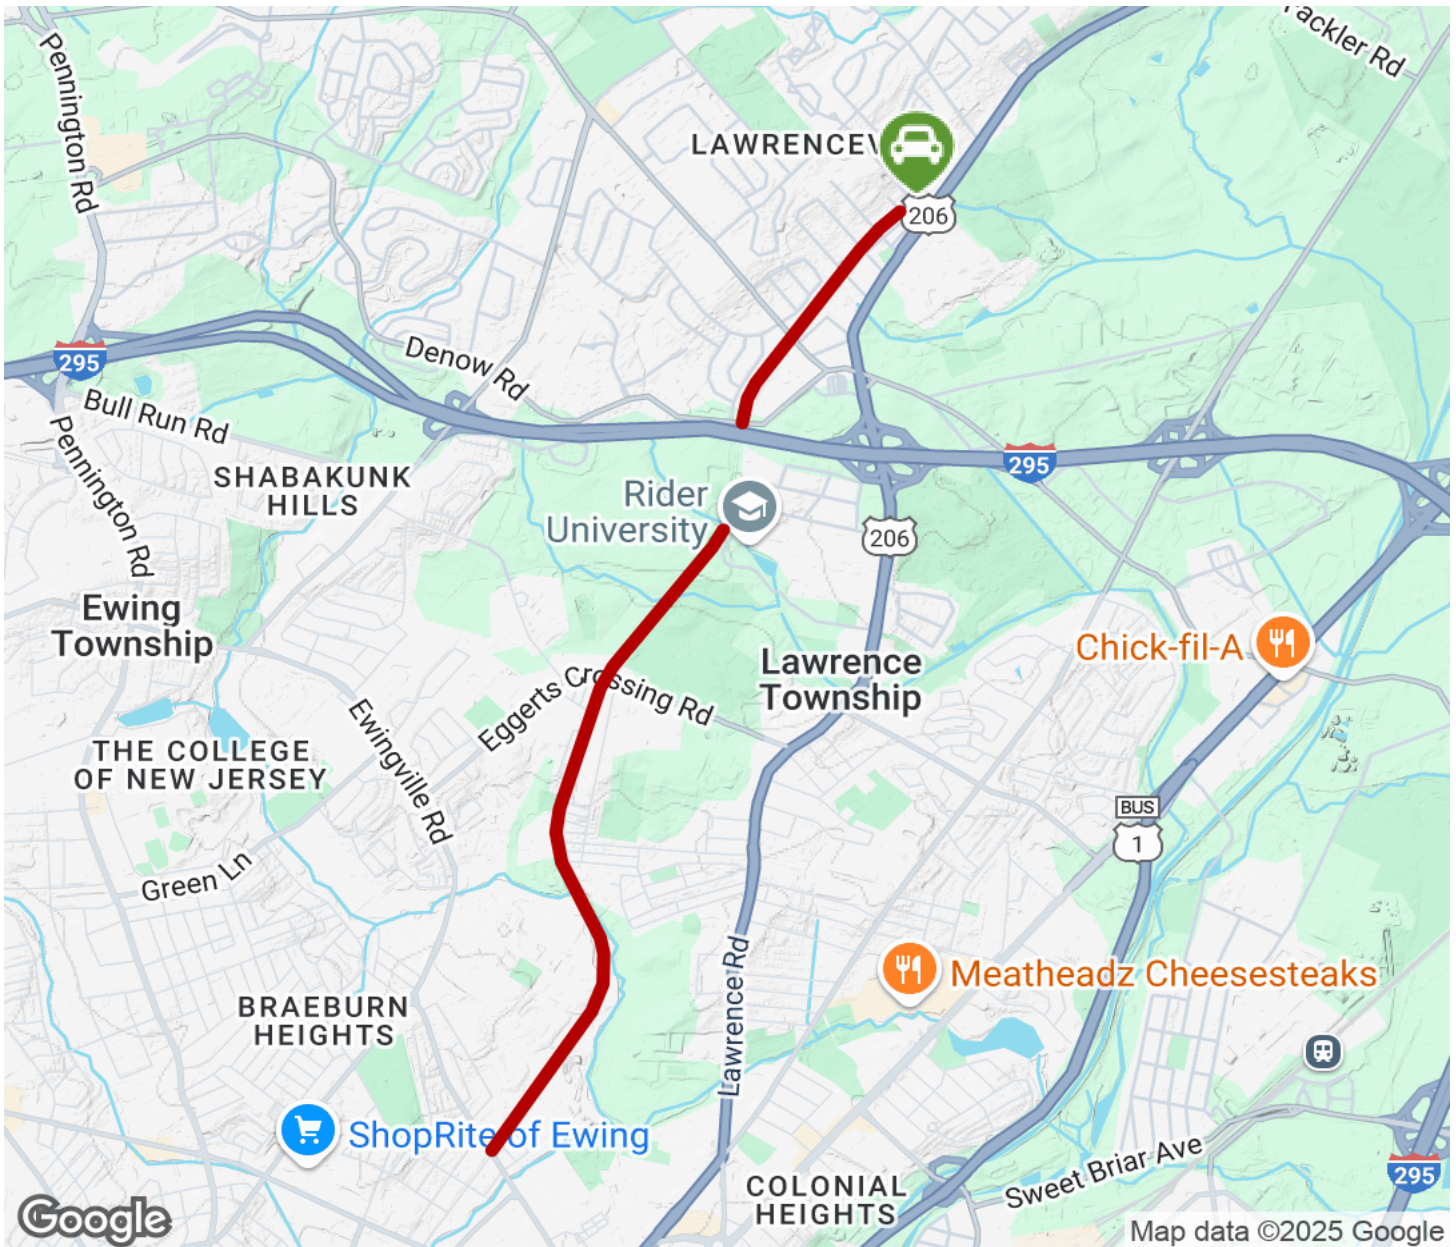 Pennington Rd
Fackler Rd
LAWRENCEV
206
295
Denow Rd
Bull Run Rd
Pennington Rd
SHABAKUNK
HILLS
295
Rider
University
206
Ewing
Township
Chick-fil-A
Lawrence
Township
Eggerts Crossing Rd
Ewingville Rd
THE COLLEGE
OF NEW JERSEY
BUS
1
Green Ln
Lawrence Rd
Meatheadz Cheesesteaks
BRAEBURN
HEIGHTS
ShopRite of Ewing
Sweet Briar Ave
295
COLONIAL
HEIGHTS
Google
Map data ©2025 Google